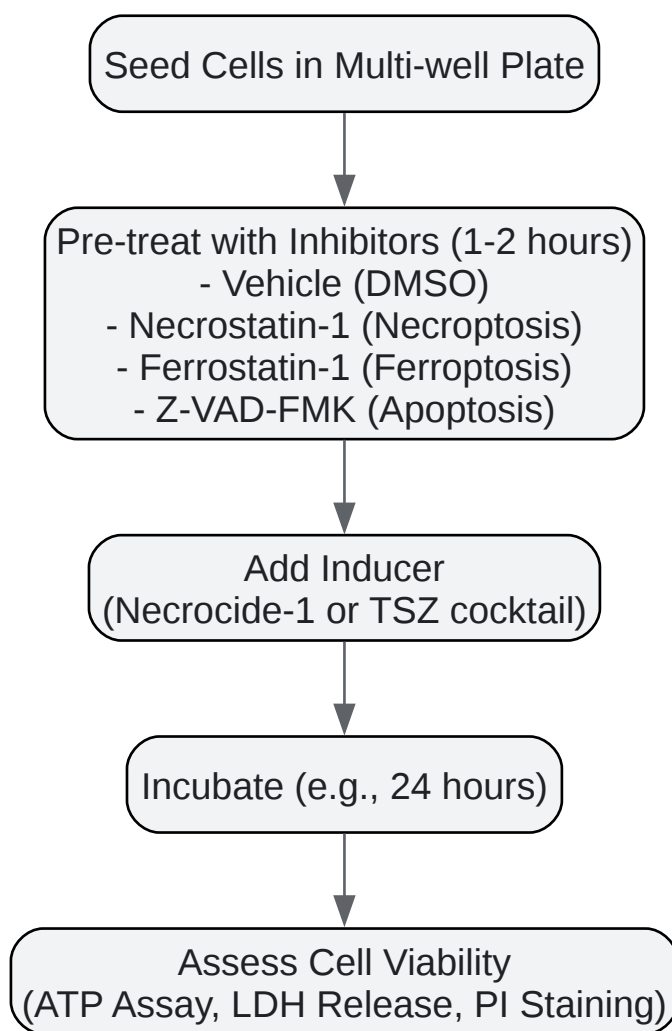 Seed Cells in Multi-well Plate
Pre-treat with Inhibitors (1-2 hours)
- Vehicle (DMSO)
- Necrostatin-1 (Necroptosis)
- Ferrostatin-1 (Ferroptosis)
- Z-VAD-FMK (Apoptosis)
Add Inducer
(Necrocide-1 or TSZ cocktail)
Incubate (e.g., 24 hours)
Assess Cell Viability
(ATP Assay, LDH Release, PI Staining)